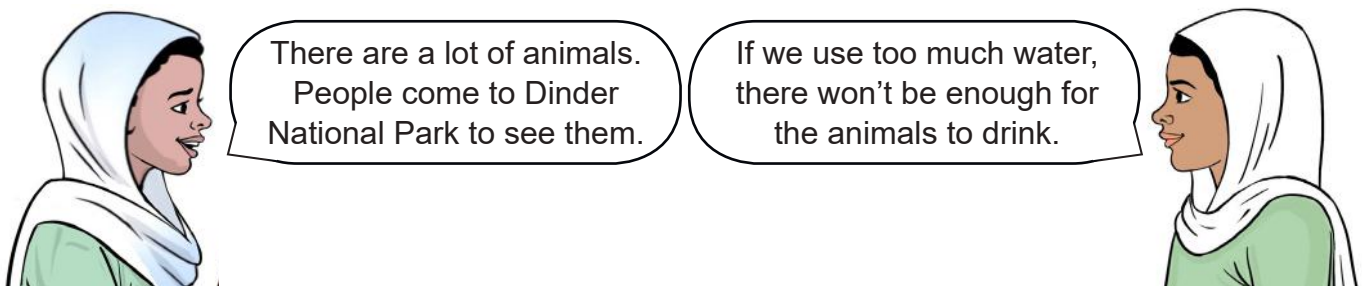 There are a lot of animals.
People come to Dinder
National Park to see them.
If we use too much water,
there won’t be enough for
the animals to drink.